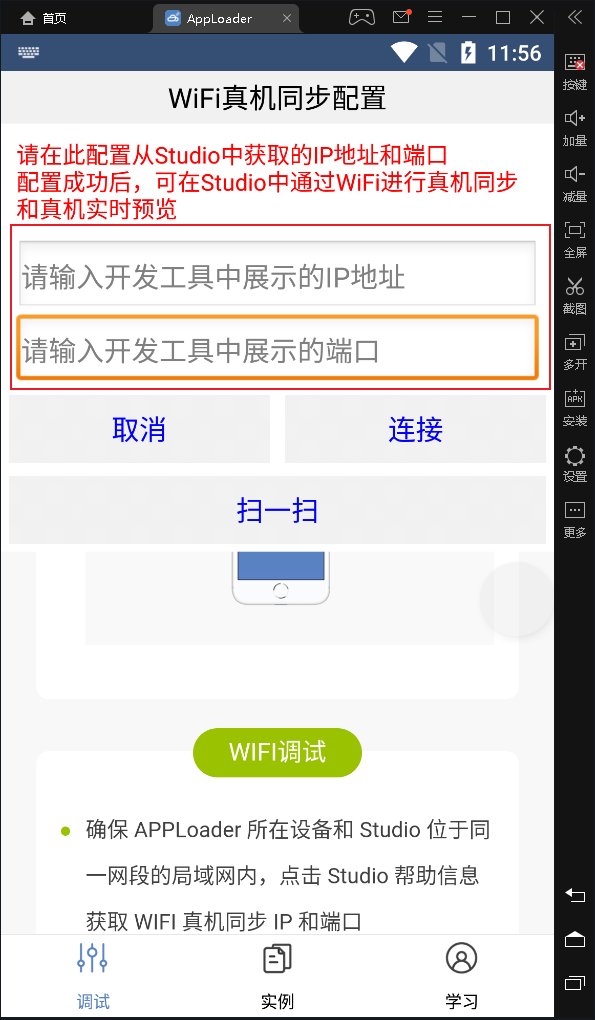 首页
AppLoader
11:56
WiFi真机同步配置
请在此配置从Studio中获取的IP地址和端口
配置成功后，可在Studio中通过WiFi进行真机同步
和真机实时预览
请输入开发工具中展示的IP地址
请输入开发工具中展示的端口
取消
连接
扫一扫
WIFI调试
确保 APPLoader 所在设备和 Studio 位于同
一网段的局域网内，点击 Studio 帮助信息
获取 WIFI 真机同步 IP 和端口
调试
实例
学习
按键
加量
减量
全屏
截图
多开
APK
安装
设置
更多